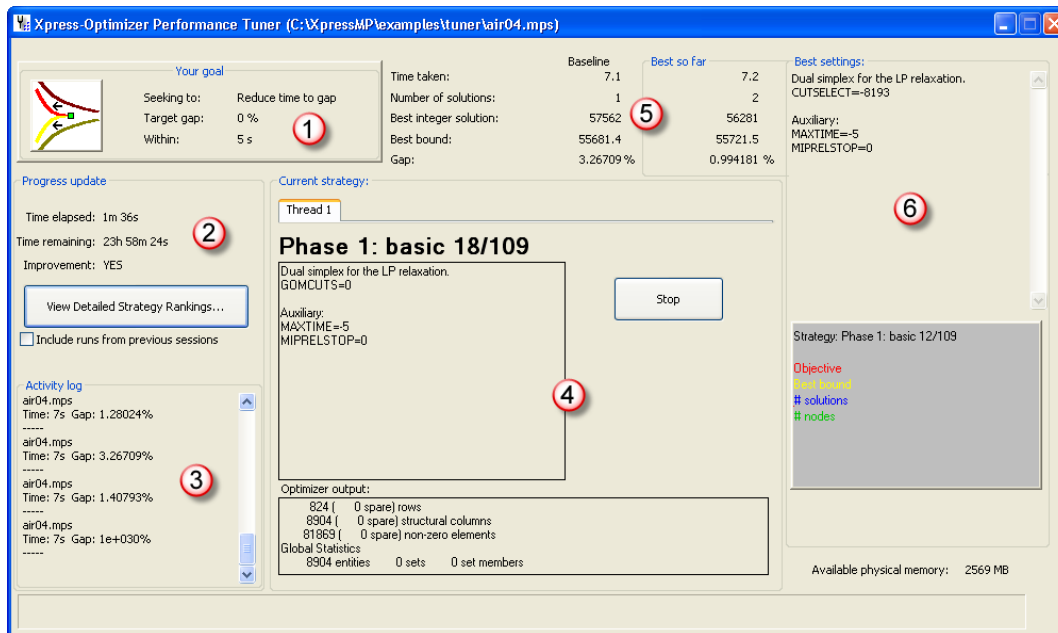 Xpress-Optimizer Performance Tuner (C:\XpressMP\examples\tuner\air04.mps)
Your goal
Seeking to: Reduce time to gap
Target gap: 0 %
Within: 5 s
1
Baseline Best so far
Time taken: 7.1 7.2
Number of solutions: 1 2
Best integer solution: 57562 56281
Best bound: 55681.4 55721.5
Gap: 3.26709 % 0.994181 %
5
Best settings:
Dual simplex for the LP relaxation.
CUTSELECT=-8193
Auxiliary:
MAXTIME=-5
MIPRELSTOP=0
6
Progress update
Time elapsed: 1m 36s
Time remaining: 23h 58m 24s
Improvement: YES
2
View Detailed Strategy Rankings...
Include runs from previous sessions
Activity log
air04.mps
Time: 7s Gap: 1.28024%
-----
air04.mps
Time: 7s Gap: 3.26709%
-----
air04.mps
Time: 7s Gap: 1.40793%
-----
air04.mps
Time: 7s Gap: 1e+030%
-----
3
Current strategy:
Thread 1
Phase 1: basic 18/109
Dual simplex for the LP relaxation.
GOMCUTS=0
Auxiliary:
MAXTIME=-5
MIPRELSTOP=0
4
Stop
Optimizer output:
824 ( 0 spare) rows
8904 ( 0 spare) structural columns
81869 ( 0 spare) non-zero elements
Global Statistics
8904 entities 0 sets 0 set members
Strategy: Phase 1: basic 12/109
Objective
Best bound
# solutions
# nodes
Available physical memory: 2569 MB